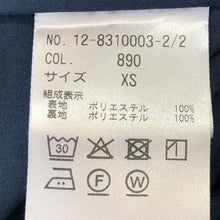 NO. 12-8310003-2/2
COL. 890
サイズ XS
組成表示
表地 ポリエステル 100%
裏地 ポリエステル 100%
30
F W